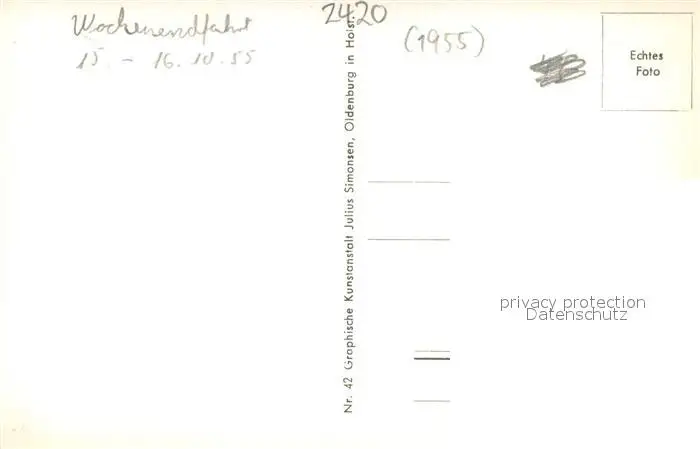 Wochenendfahrt
15. - 16.10.55
2420
(1955)
Echtes
Foto
Nr. 42 Graphische Kunstanstalt Julius Simonsen, Oldenburg in Holst.
privacy protection
Datenschutz